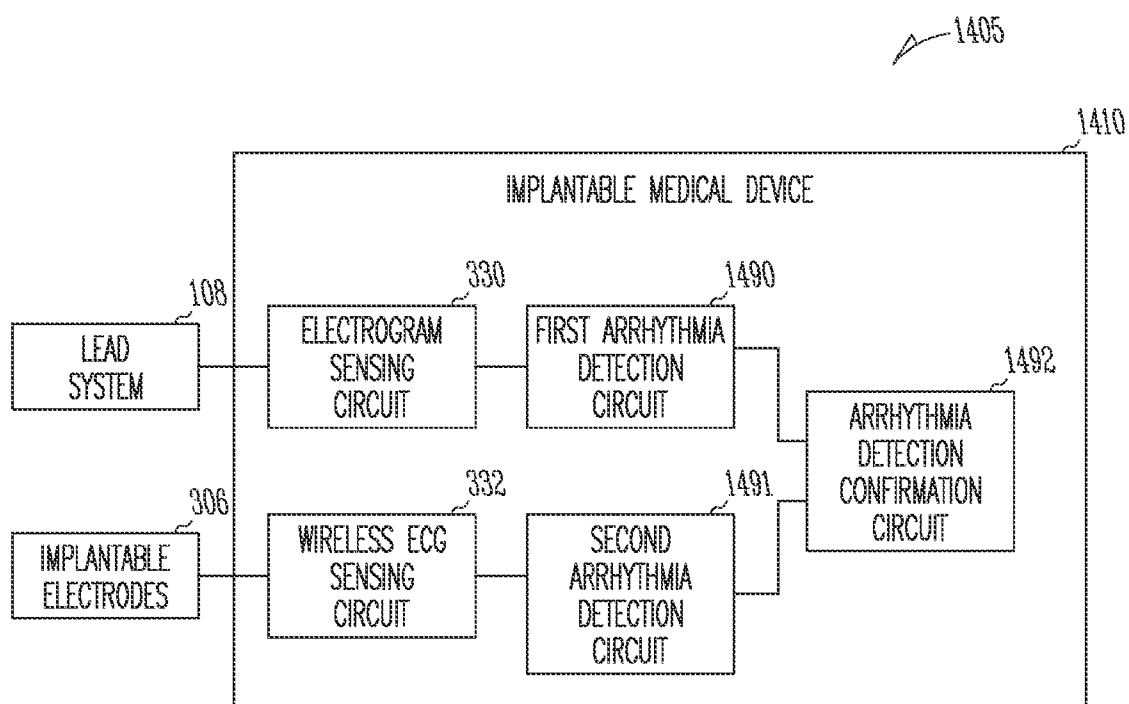 1405
1410
IMPLANTABLE MEDICAL DEVICE
108
LEAD
SYSTEM
330
ELECTROGRAM
SENSING
CIRCUIT
1490
FIRST ARRHYTHMIA
DETECTION
CIRCUIT
1492
ARRHYTHMIA
DETECTION
CONFIRMATION
CIRCUIT
306
IMPLANTABLE
ELECTRODES
332
WIRELESS ECG
SENSING
CIRCUIT
1491
SECOND
ARRHYTHMIA
DETECTION
CIRCUIT